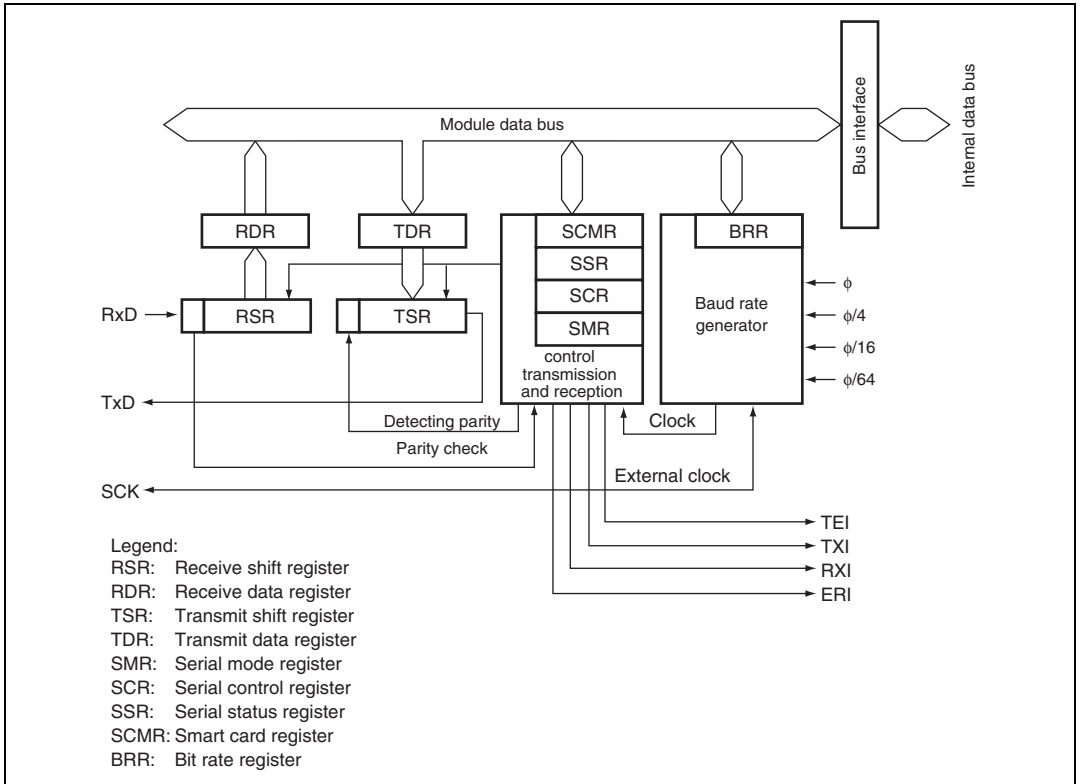 Module data bus
Bus interface
Internal data bus
RDR
TDR
SCMR
BRR
SSR
SCR
SMR
RxD
RSR
TSR
control
transmission
and reception
Baud rate
generator
ϕ
ϕ/4
ϕ/16
ϕ/64
TxD
Detecting parity
Clock
Parity check
External clock
SCK
TEI
TXI
RXI
ERI
Legend:
RSR: Receive shift register
RDR: Receive data register
TSR: Transmit shift register
TDR: Transmit data register
SMR: Serial mode register
SCR: Serial control register
SSR: Serial status register
SCMR: Smart card register
BRR: Bit rate register